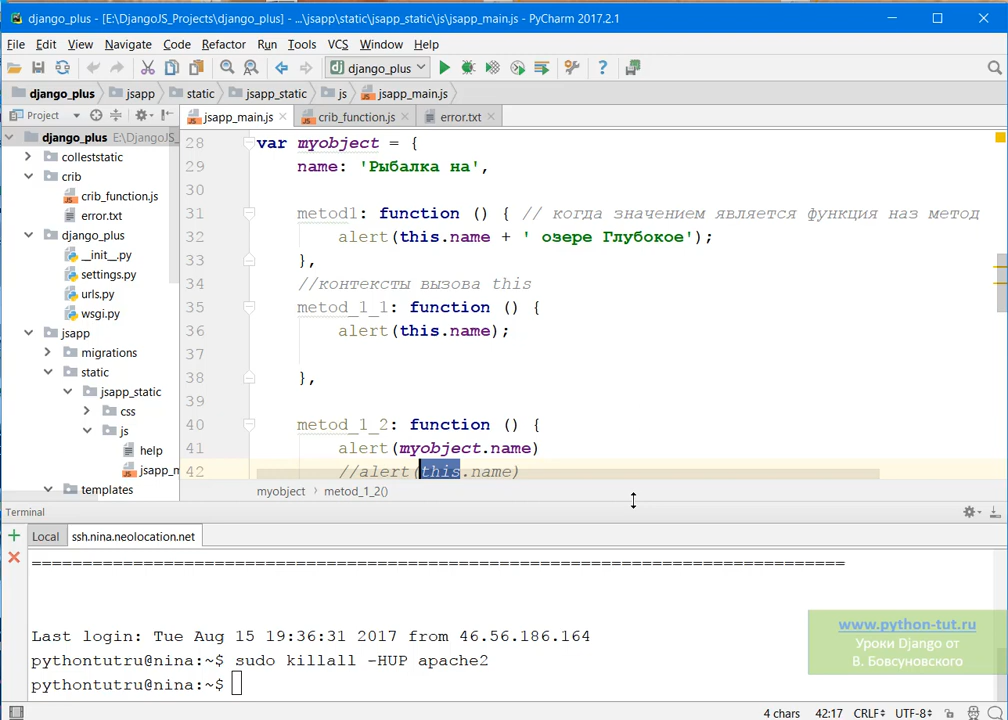 django_plus - [E:\DjangoJS_Projects\django_plus] - ...\jsapp\static\jsapp_static\js\jsapp_main.js - PyCharm 2017.2.1
File Edit View Navigate Code Refactor Run Tools VCS Window Help
django_plus
django_plus jsapp static jsapp_static js jsapp_main.js
Project
jsapp_main.js crib_function.js error.txt
django_plus E:\DjangoJS_
colleststatic
crib
crib_function.js
error.txt
django_plus
__init__.py
settings.py
urls.py
wsgi.py
jsapp
migrations
static
jsapp_static
css
js
help
jsapp_m
templates
28 var myobject = {
29 name: 'Рыбалка на',
30
31 metod1: function () { // когда значением является функция наз метод
32 alert(this.name + ' озере Глубокое');
33 },
34 //контексты вызова this
35 metod_1_1: function () {
36 alert(this.name);
37
38 },
39
40 metod_1_2: function () {
41 alert(myobject.name)
42 //alert(this.name)
myobject metod_1_2()
Terminal
Local ssh.nina.neolocation.net
================================================================================
Last login: Tue Aug 15 19:36:31 2017 from 46.56.186.164
pythontutru@nina:~$ sudo killall -HUP apache2
pythontutru@nina:~$
www.python-tut.ru
Уроки Django от
В. Бовсуновского
4 chars 42:17 CRLF UTF-8